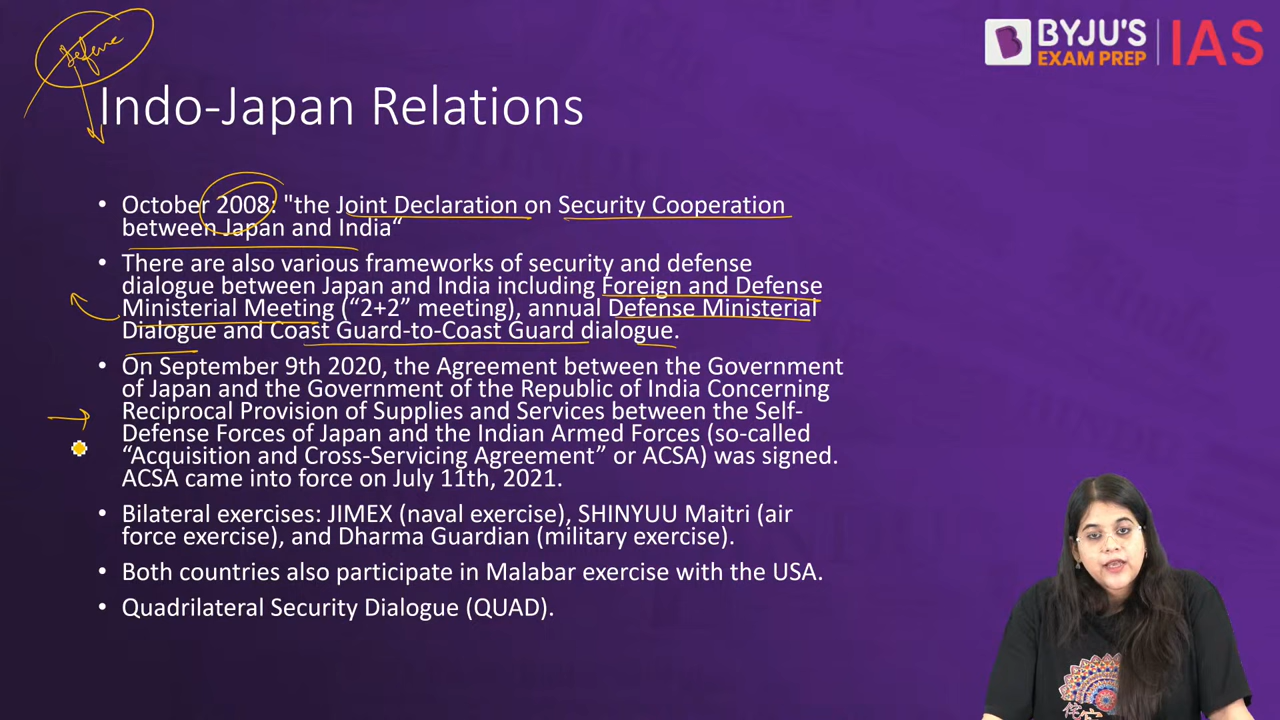 Defence
BYJU'S
EXAM PREP
IAS
Indo-Japan Relations
• October 2008: "the Joint Declaration on Security Cooperation
between Japan and India“
• There are also various frameworks of security and defense
dialogue between Japan and India including Foreign and Defense
Ministerial Meeting (“2+2” meeting), annual Defense Ministerial
Dialogue and Coast Guard-to-Coast Guard dialogue.
• On September 9th 2020, the Agreement between the Government
of Japan and the Government of the Republic of India Concerning
Reciprocal Provision of Supplies and Services between the Self-
Defense Forces of Japan and the Indian Armed Forces (so-called
“Acquisition and Cross-Servicing Agreement” or ACSA) was signed.
ACSA came into force on July 11th, 2021.
• Bilateral exercises: JIMEX (naval exercise), SHINYUU Maitri (air
force exercise), and Dharma Guardian (military exercise).
• Both countries also participate in Malabar exercise with the USA.
• Quadrilateral Security Dialogue (QUAD).